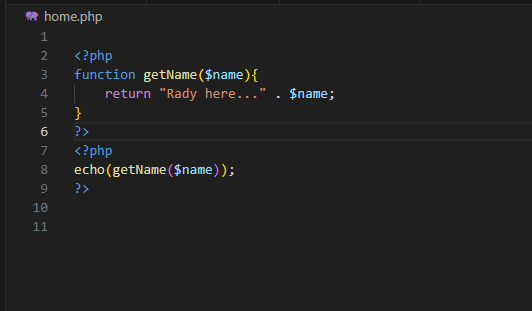 home.php
1
2 <?php
3 function getName($name){
4 return "Rady here..." . $name;
5 }
6 ?>
7 <?php
8 echo(getName($name));
9 ?>
10
11